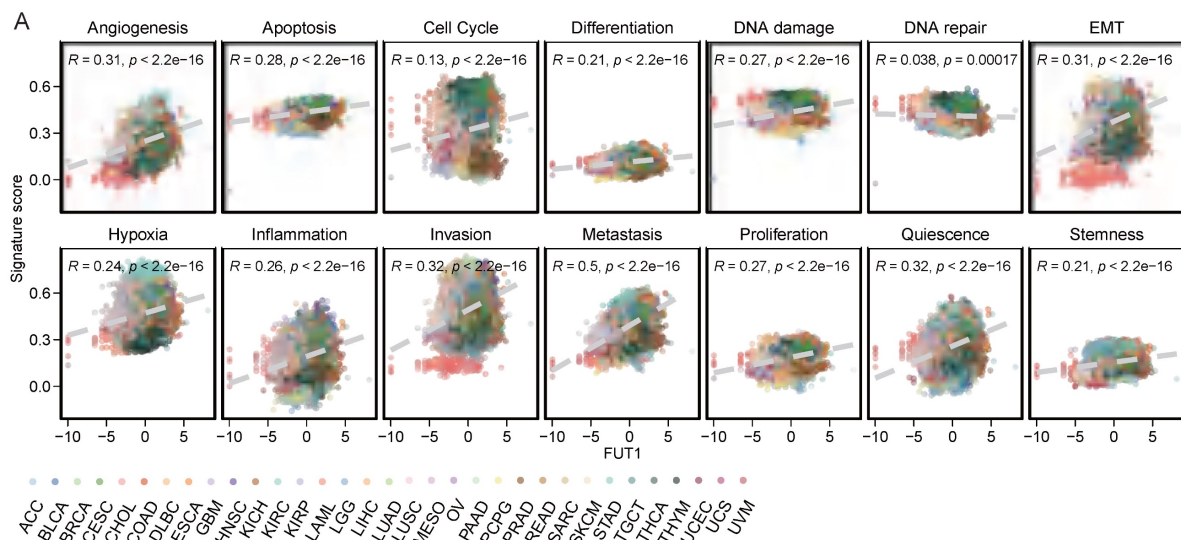 A
Angiogenesis Apoptosis Cell Cycle Differentiation DNA damage DNA repair EMT
R = 0.31, p < 2.2e−16 R = 0.28, p < 2.2e−16 R = 0.13, p < 2.2e−16 R = 0.21, p < 2.2e−16 R = 0.27, p < 2.2e−16 R = 0.038, p = 0.00017 R = 0.31, p < 2.2e−16
0.6
0.3
0.0
Signature score
Hypoxia Inflammation Invasion Metastasis Proliferation Quiescence Stemness
R = 0.24, p < 2.2e−16 R = 0.26, p < 2.2e−16 R = 0.32, p < 2.2e−16 R = 0.5, p < 2.2e−16 R = 0.27, p < 2.2e−16 R = 0.32, p < 2.2e−16 R = 0.21, p < 2.2e−16
0.6
0.3
0.0
−10 −5 0 5 −10 −5 0 5 −10 −5 0 5 −10 −5 0 5 −10 −5 0 5 −10 −5 0 5 −10 −5 0 5
FUT1
ACC BLCA BRCA CESC CHOL COAD DLBC ESCA GBM HNSC KICH KIRC KIRP LAML LGG LIHC LUAD LUSC MESO OV PAAD PCPG PRAD READ SARC SKCM STAD TGCT THCA THYM UCEC UCS UVM